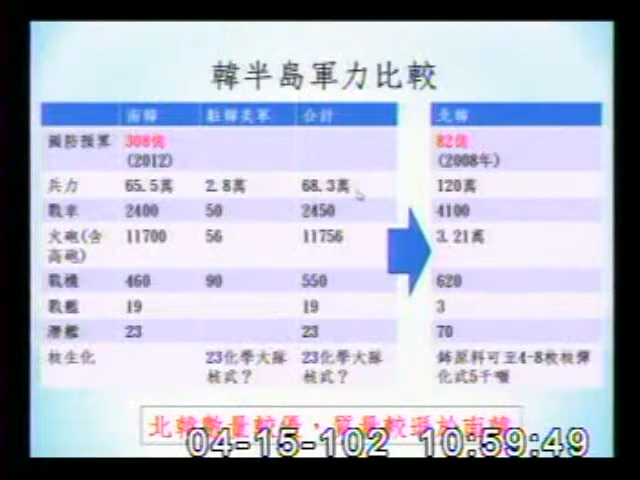 韓半島軍力比較
南韓 駐韓美軍 合計 北韓
國防預算 308億 82億
(2012) (2008年)
兵力 65.5萬 2.8萬 68.3萬 120萬
戰車 2400 50 2450 4100
火砲(含 11700 56 11756 3.21萬
高砲)
戰機 460 90 550 620
戰艦 19 19 3
潛艦 23 23 70
核生化 23化學大隊 23化學大隊 鈽原料可至4-8枚核彈
核武? 核武? 化武5千噸
北韓數量較優，質量較遜於南韓
04-15-102 10:59:49